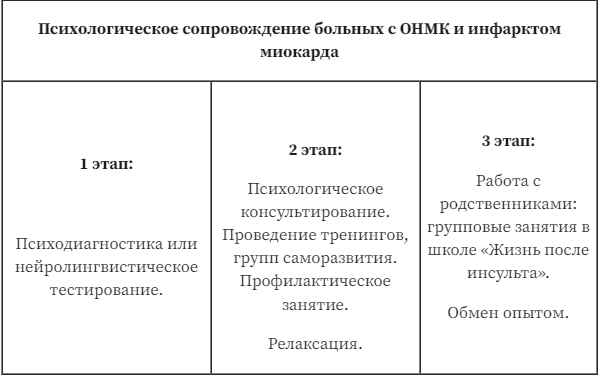 Психологическое сопровождение больных с ОНМК и инфарктом
миокарда
1 этап:
Психодиагностика или
нейролингвистическое
тестирование.
2 этап:
Психологическое
консультирование.
Проведение тренингов,
групп саморазвития.
Профилактическое
занятие.
Релаксация.
3 этап:
Работа с
родственниками:
групповые занятия в
школе «Жизнь после
инсульта».
Обмен опытом.